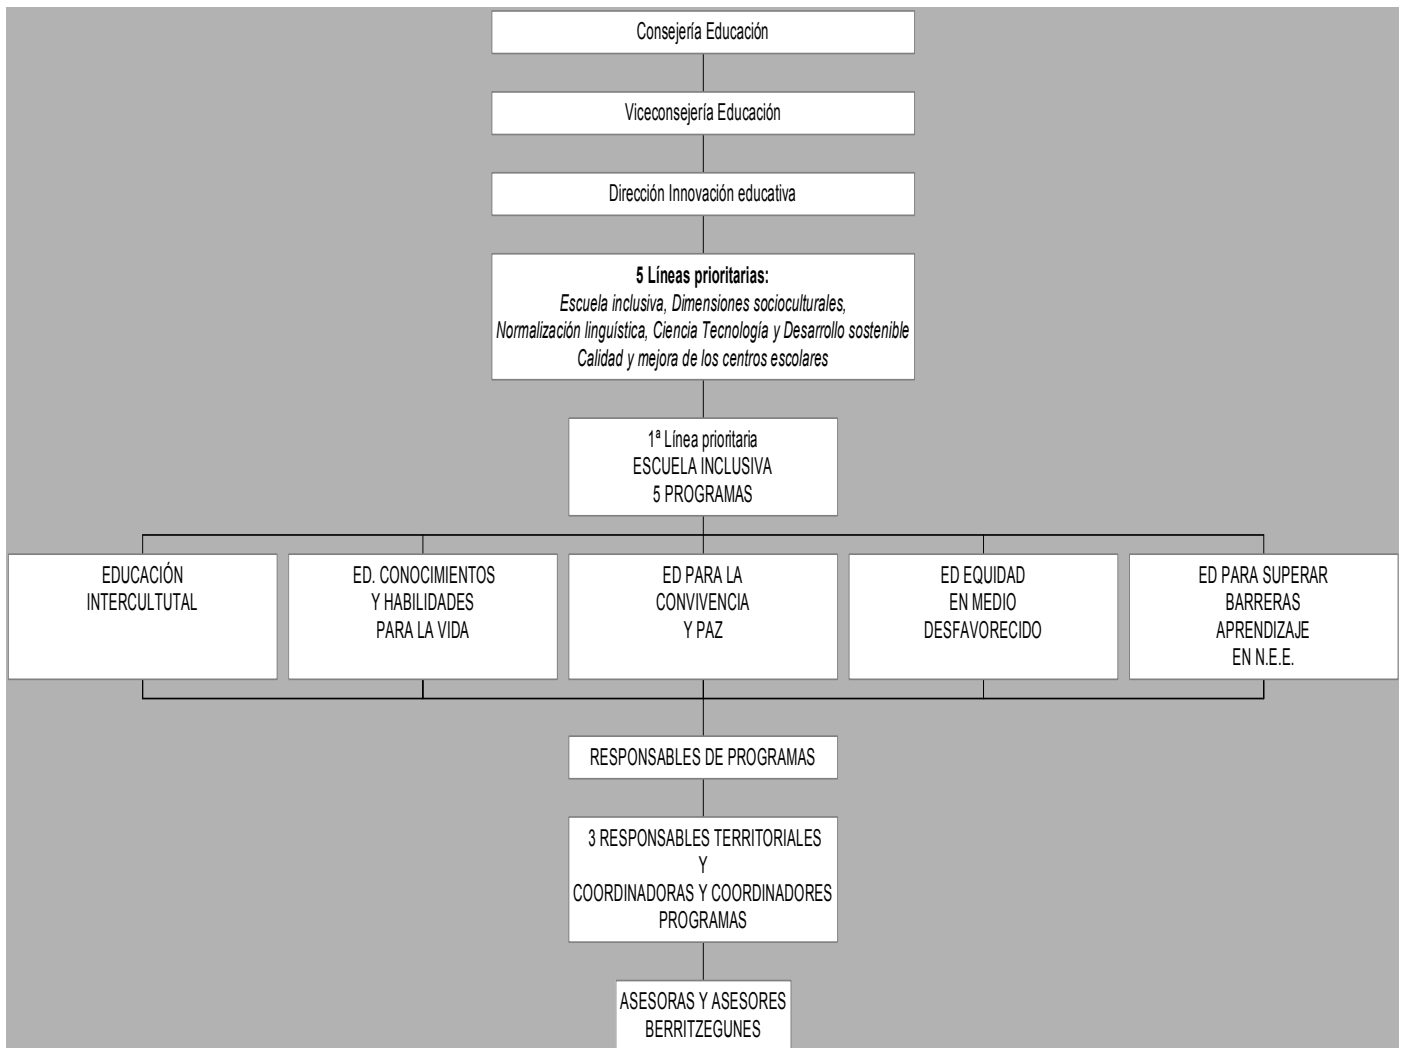 Consejería Educación
Viceconsejería Educación
Dirección Innovación educativa
5 Líneas prioritarias:
Escuela inclusiva, Dimensiones socioculturales,
Normalización linguística, Ciencia Tecnología y Desarrollo sostenible
Calidad y mejora de los centros escolares
1ª Línea prioritaria
ESCUELA INCLUSIVA
5 PROGRAMAS
EDUCACIÓN
INTERCULTUTAL
ED. CONOCIMIENTOS
Y HABILIDADES
PARA LA VIDA
ED PARA LA
CONVIVENCIA
Y PAZ
ED EQUIDAD
EN MEDIO
DESFAVORECIDO
ED PARA SUPERAR
BARRERAS
APRENDIZAJE
EN N.E.E.
RESPONSABLES DE PROGRAMAS
3 RESPONSABLES TERRITORIALES
Y
COORDINADORAS Y COORDINADORES
PROGRAMAS
ASESORAS Y ASESORES
BERRITZEGUNES